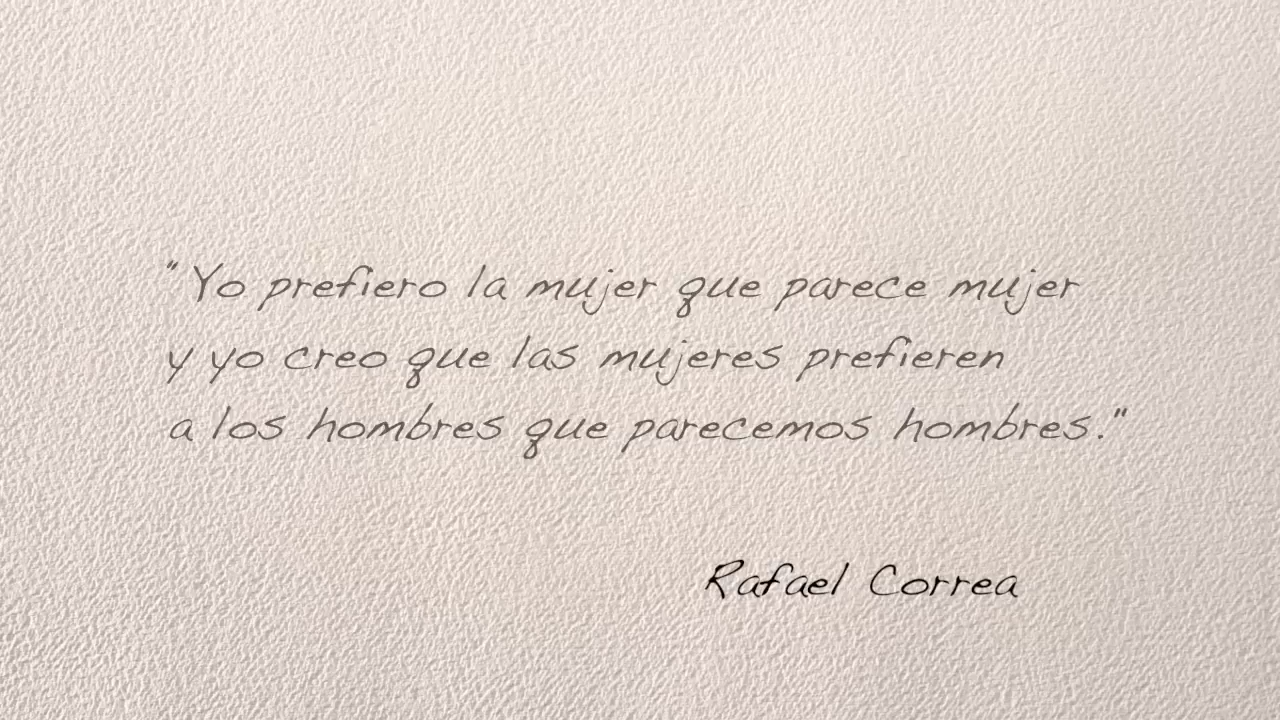 "Yo prefiero la mujer que parece mujer
y yo creo que las mujeres prefieren
a los hombres que parecemos hombres."
Rafael Correa